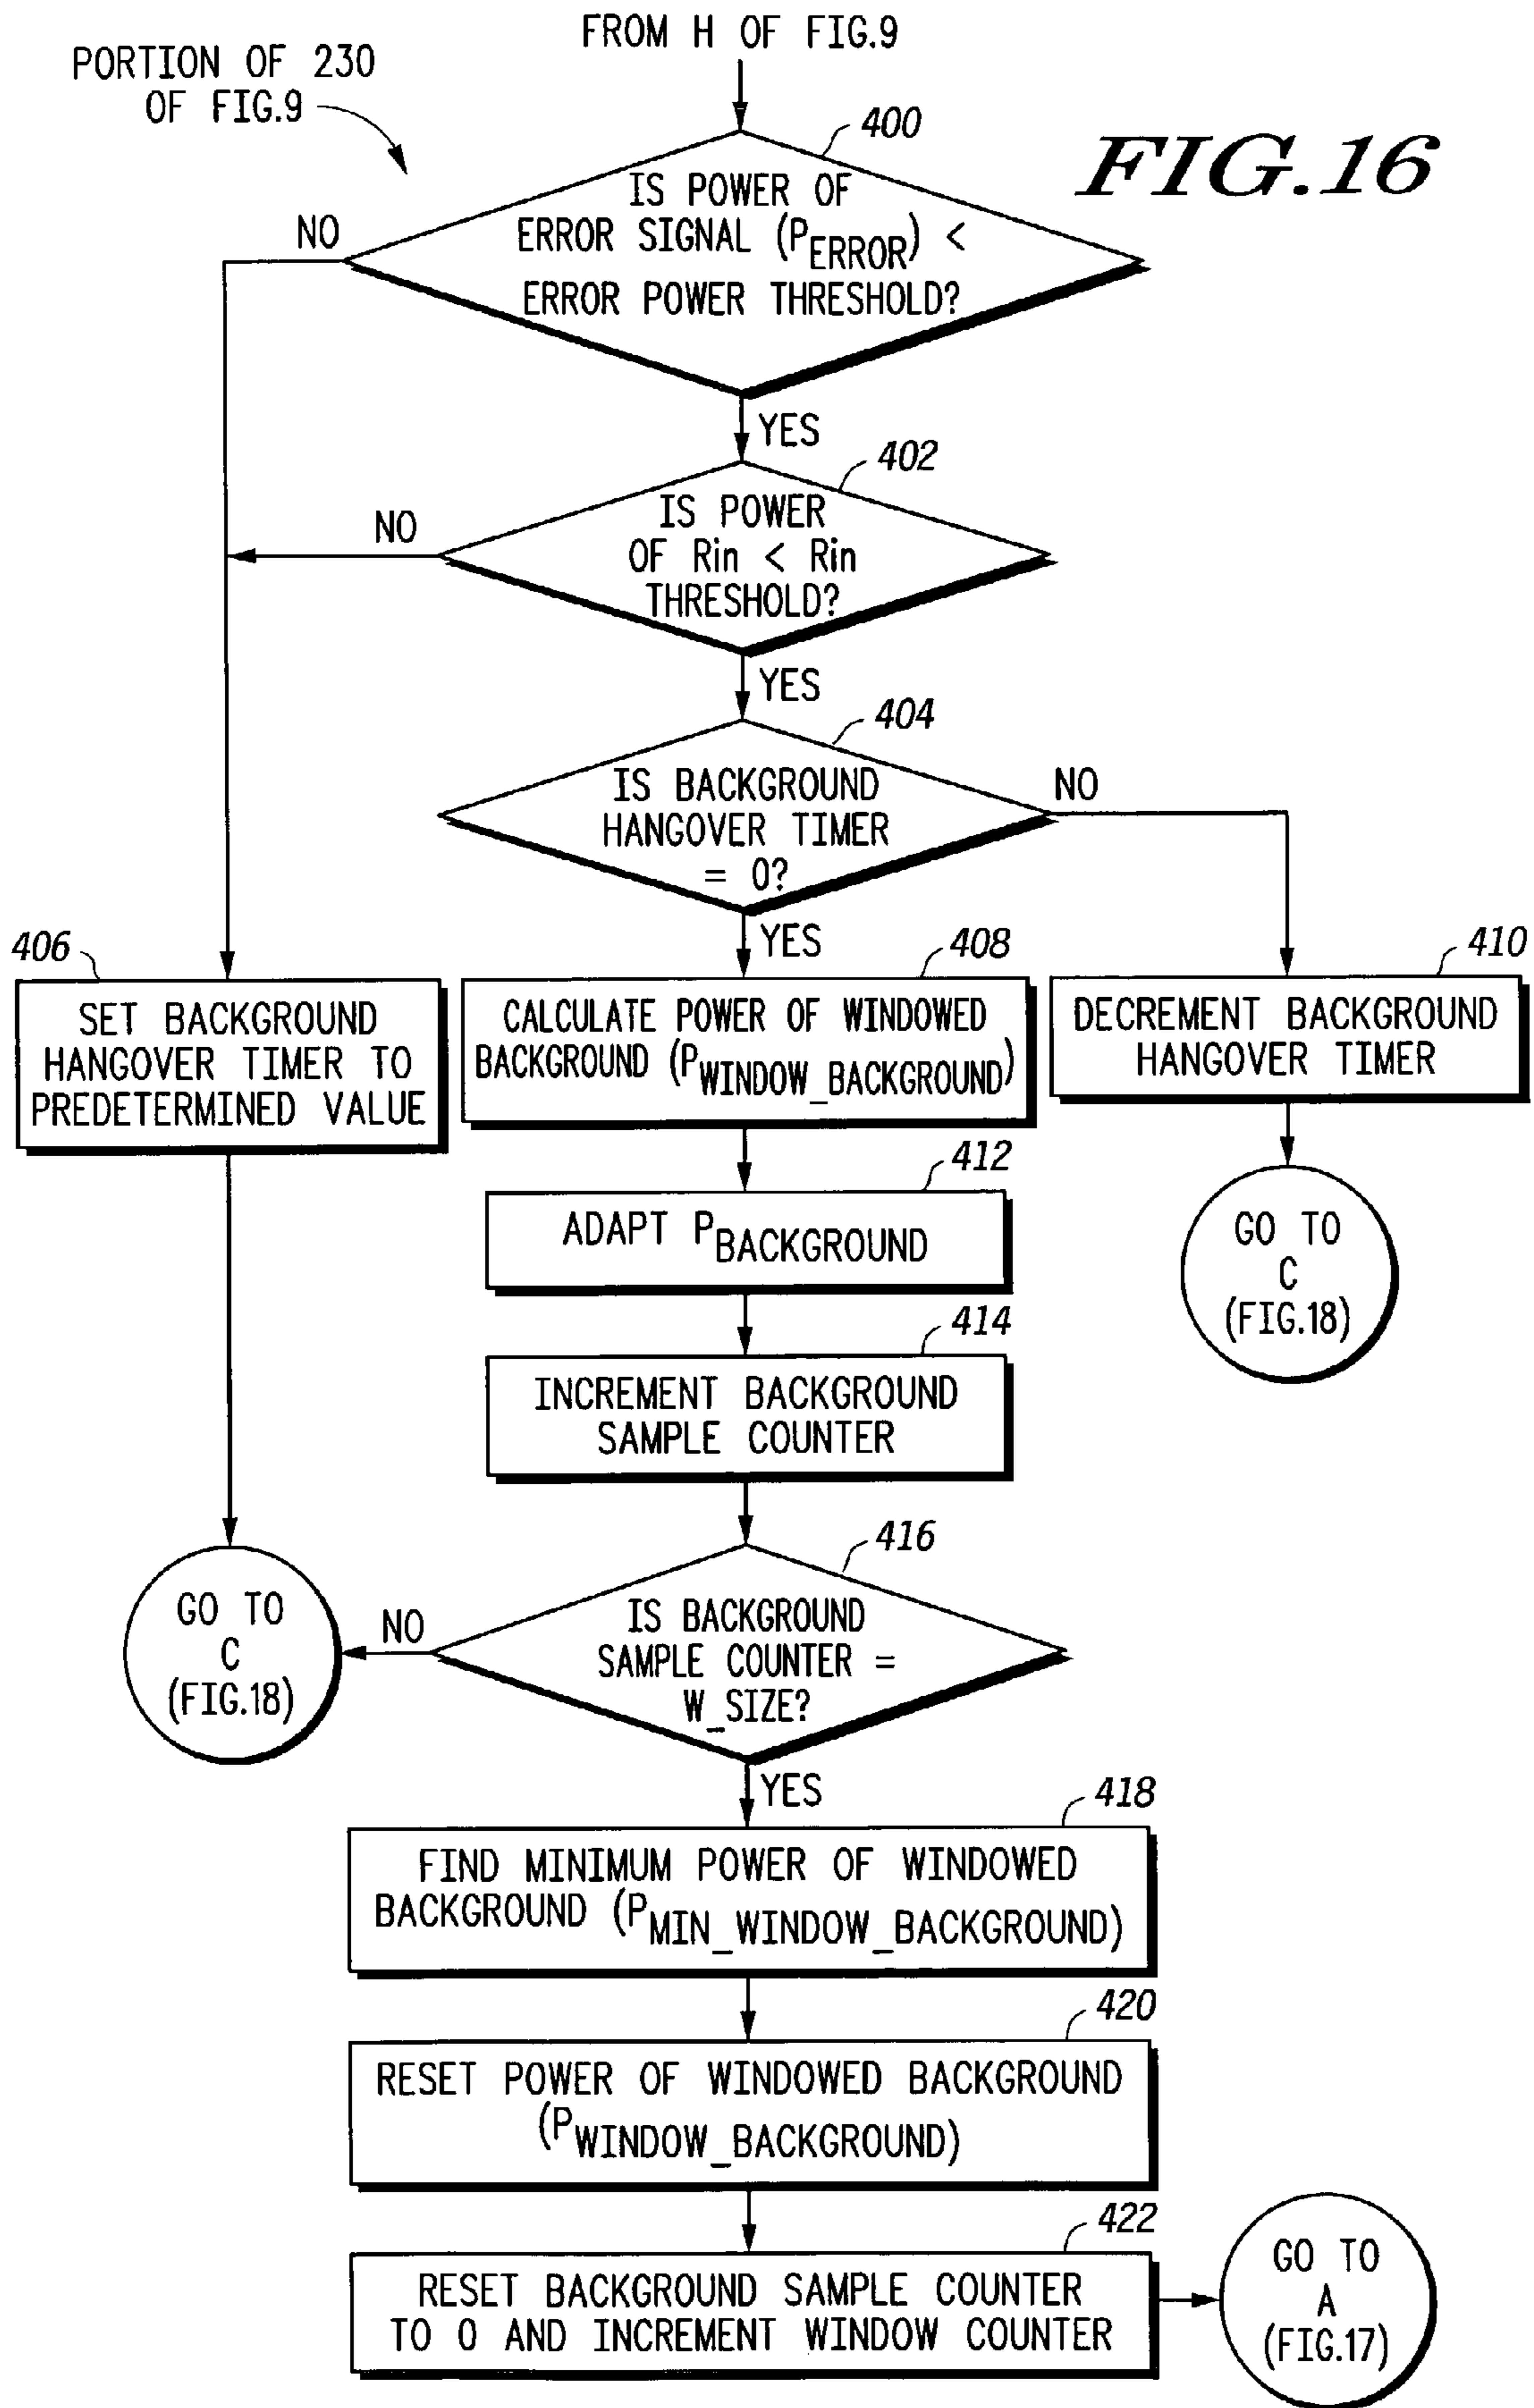 FROM H OF FIG.9
PORTION OF 230
OF FIG.9
FIG.16
400
IS POWER OF
ERROR SIGNAL (PERROR) <
ERROR POWER THRESHOLD?
NO
YES
402
IS POWER
OF Rin < Rin
THRESHOLD?
NO
YES
404
IS BACKGROUND
HANGOVER TIMER
= 0?
NO
YES
406
SET BACKGROUND
HANGOVER TIMER TO
PREDETERMINED VALUE
408
CALCULATE POWER OF WINDOWED
BACKGROUND (PWINDOW_BACKGROUND)
410
DECREMENT BACKGROUND
HANGOVER TIMER
412
ADAPT PBACKGROUND
GO TO
C
(FIG.18)
414
INCREMENT BACKGROUND
SAMPLE COUNTER
416
IS BACKGROUND
SAMPLE COUNTER =
W_SIZE?
NO
GO TO
C
(FIG.18)
YES
418
FIND MINIMUM POWER OF WINDOWED
BACKGROUND (PMIN_WINDOW_BACKGROUND)
420
RESET POWER OF WINDOWED BACKGROUND
(PWINDOW_BACKGROUND)
422
RESET BACKGROUND SAMPLE COUNTER
TO 0 AND INCREMENT WINDOW COUNTER
GO TO
A
(FIG.17)